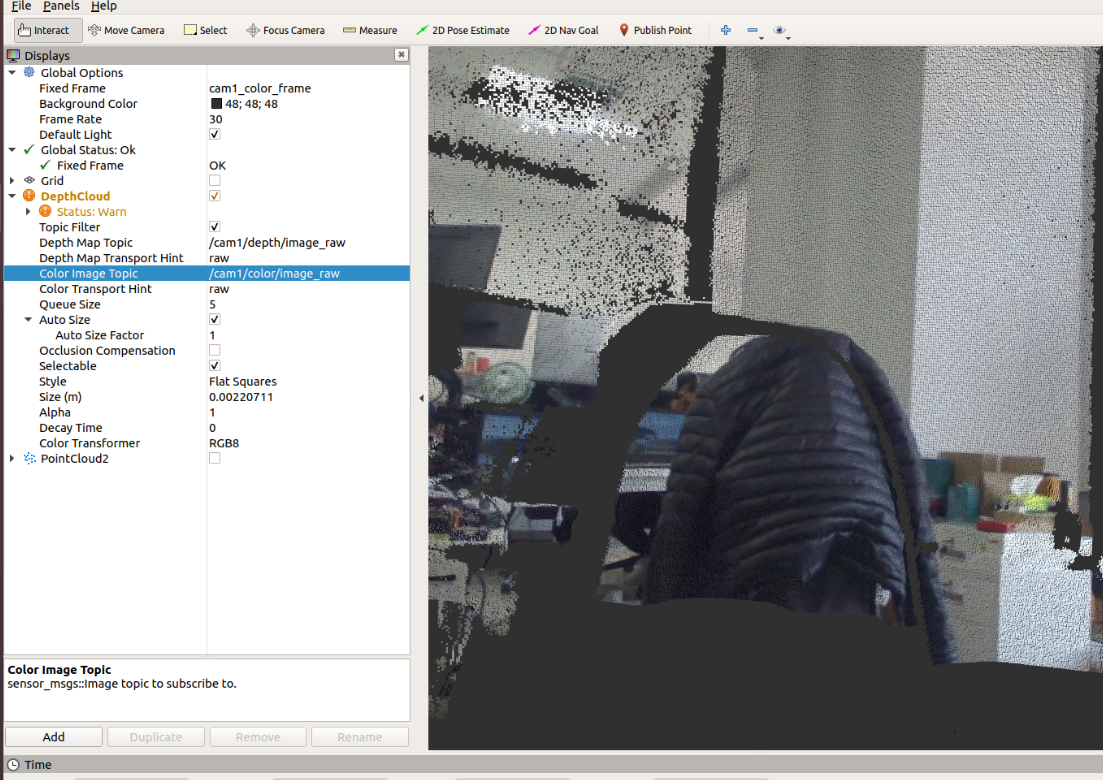 File Panels Help
Interact Move Camera Select Focus Camera Measure 2D Pose Estimate 2D Nav Goal Publish Point
Displays
Global Options
Fixed Frame cam1_color_frame
Background Color 48; 48; 48
Frame Rate 30
Default Light
Global Status: Ok
Fixed Frame OK
Grid
DepthCloud
Status: Warn
Topic Filter
Depth Map Topic /cam1/depth/image_raw
Depth Map Transport Hint raw
Color Image Topic /cam1/color/image_raw
Color Transport Hint raw
Queue Size 5
Auto Size
Auto Size Factor 1
Occlusion Compensation
Selectable
Style Flat Squares
Size (m) 0.00220711
Alpha 1
Decay Time 0
Color Transformer RGB8
PointCloud2
Color Image Topic
sensor_msgs::Image topic to subscribe to.
Add Duplicate Remove Rename
Time